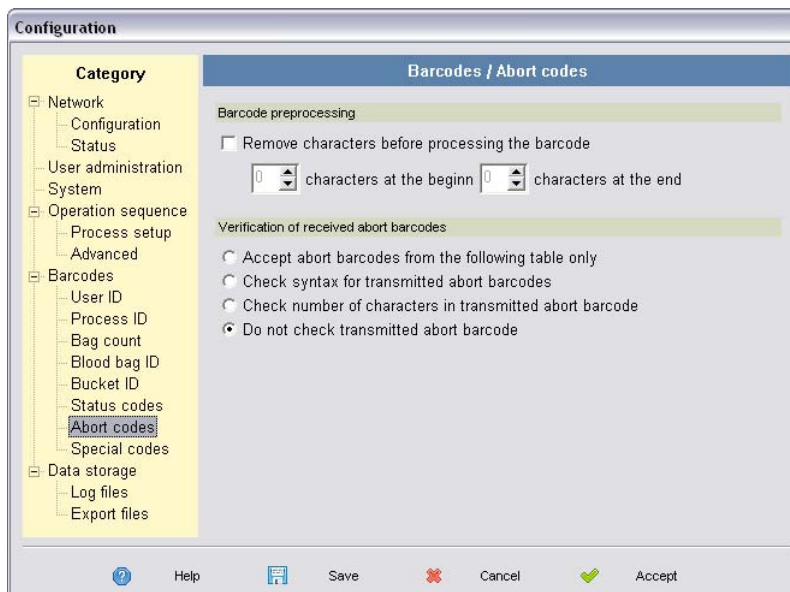 Configuration
Category
Network
Configuration
Status
User administration
System
Operation sequence
Process setup
Advanced
Barcodes
User ID
Process ID
Bag count
Blood bag ID
Bucket ID
Status codes
Abort codes
Special codes
Data storage
Log files
Export files
Barcodes / Abort codes
Barcode preprocessing
Remove characters before processing the barcode
0 characters at the beginn 0 characters at the end
Verification of received abort barcodes
Accept abort barcodes from the following table only
Check syntax for transmitted abort barcodes
Check number of characters in transmitted abort barcode
Do not check transmitted abort barcode
Help Save Cancel Accept